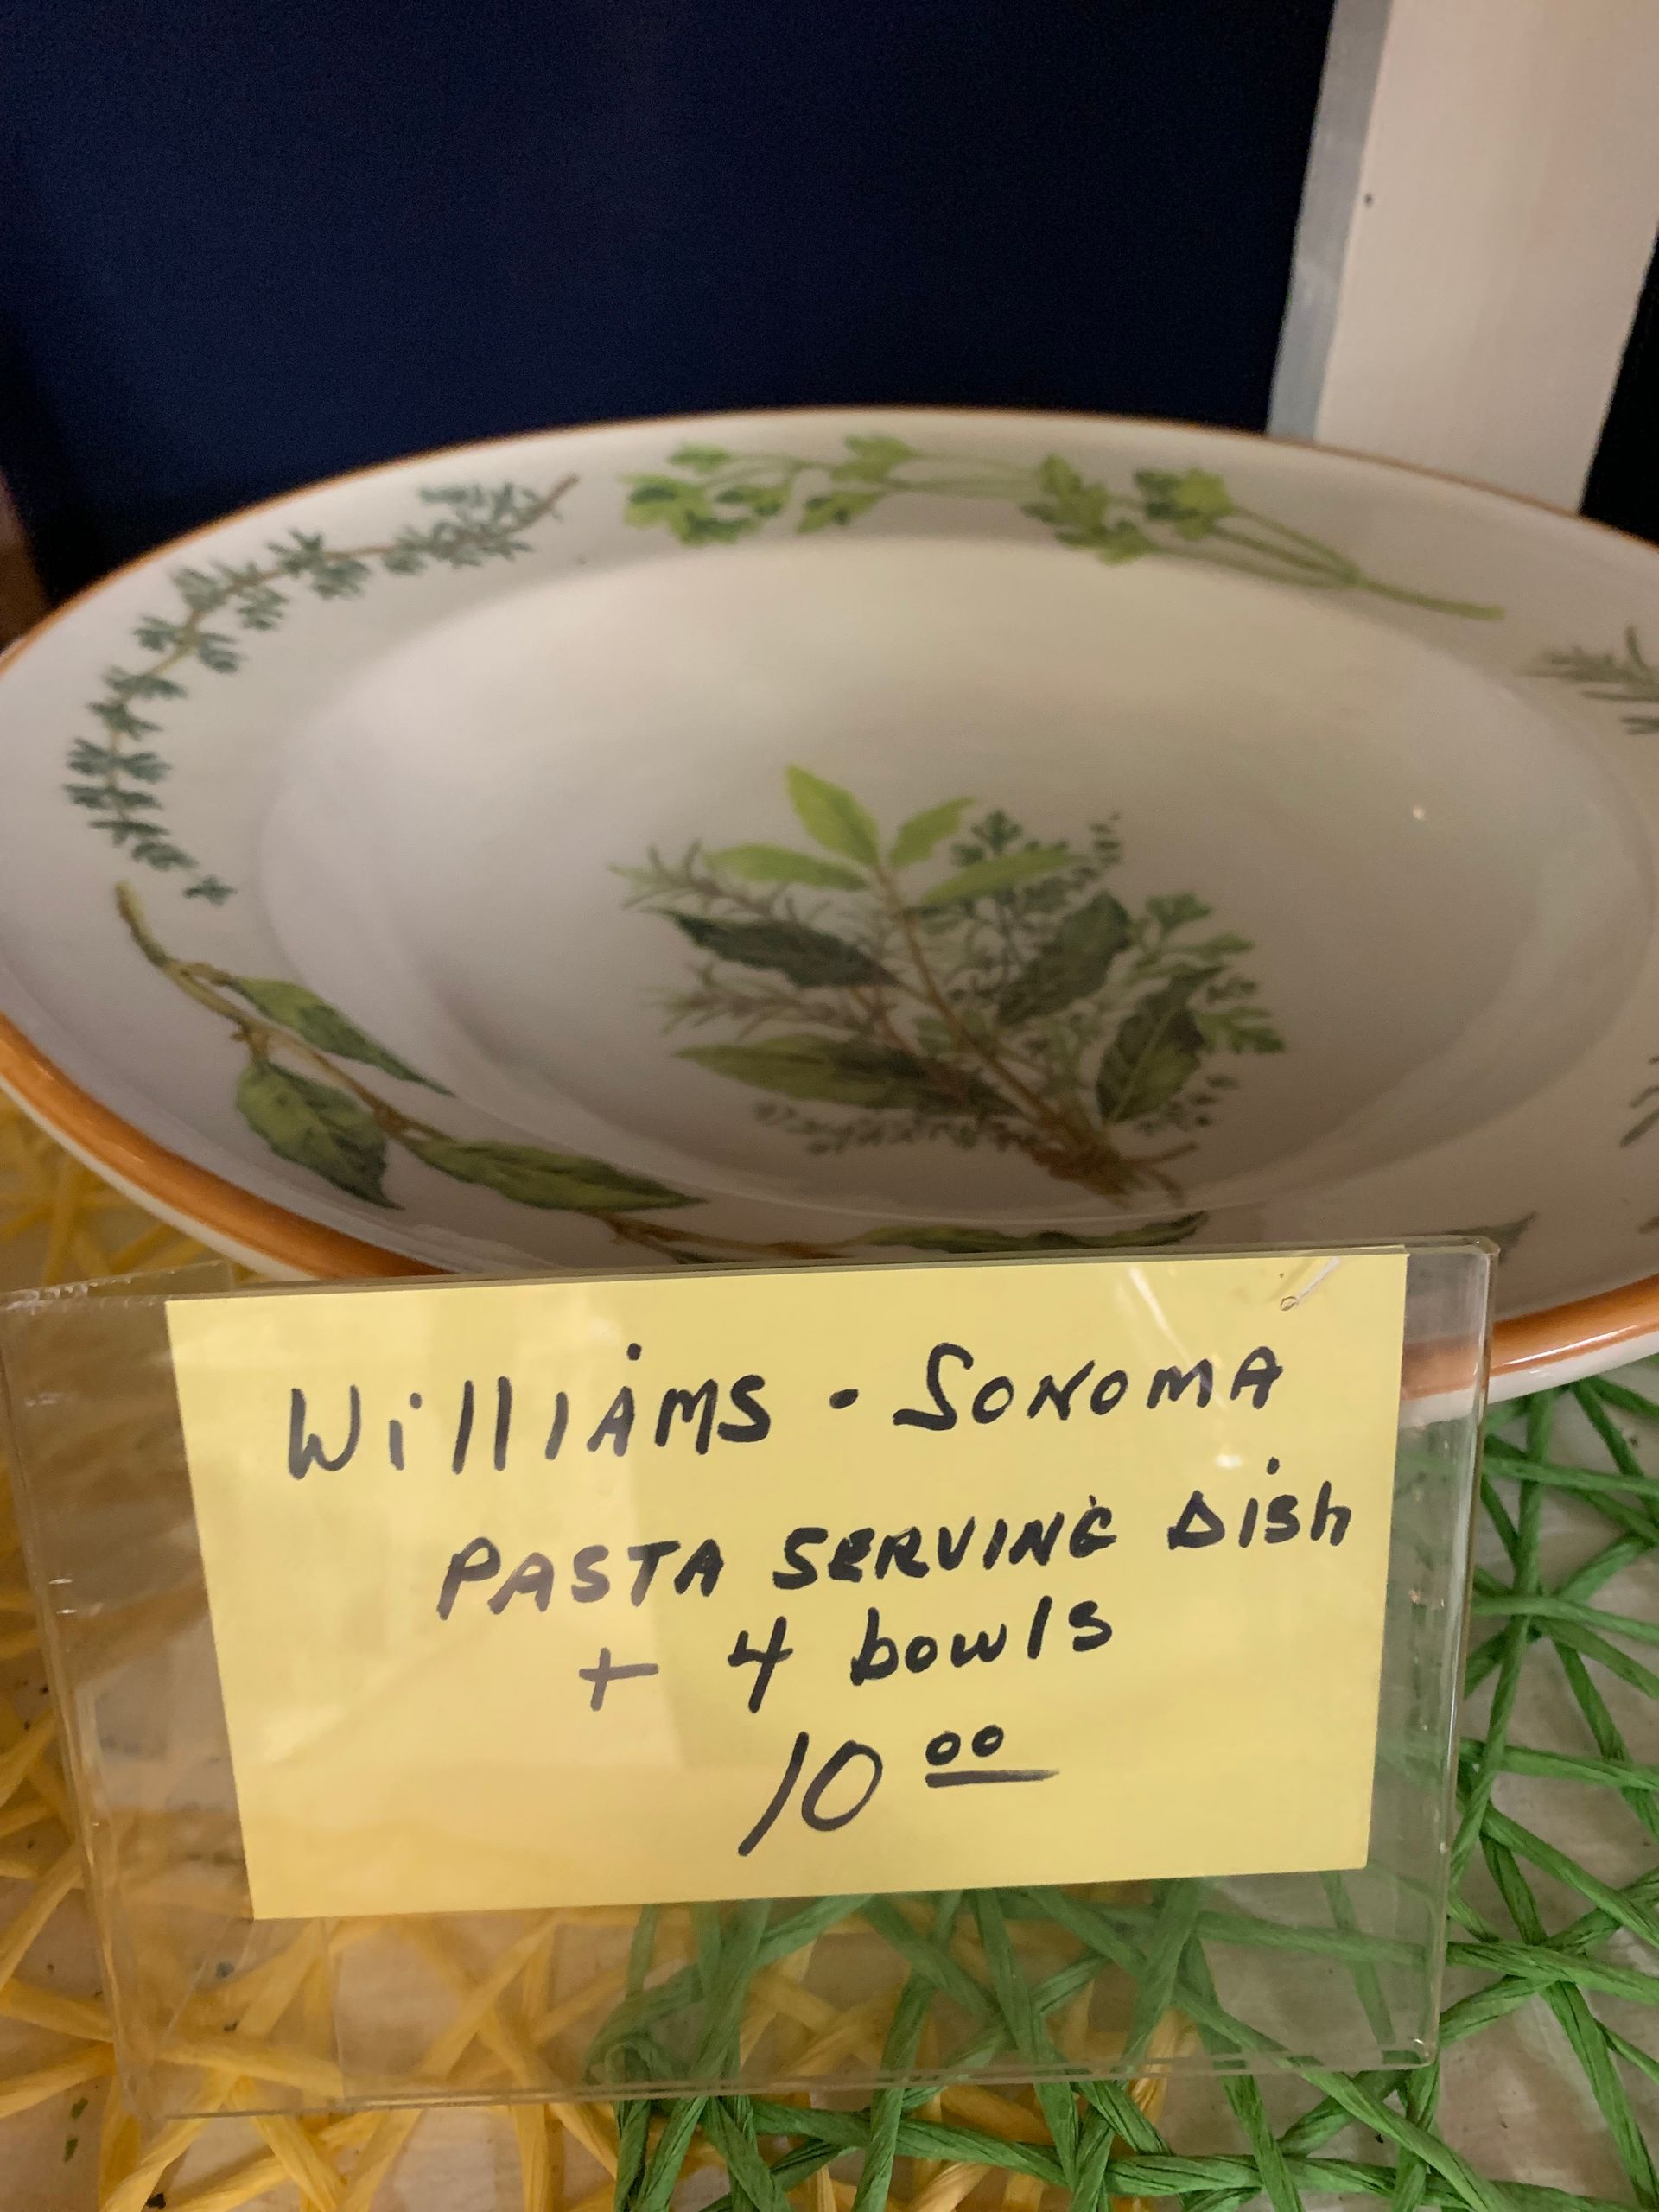 Williams - Sonoma
PASTA SERVING Dish
+ 4 bowls
10 00